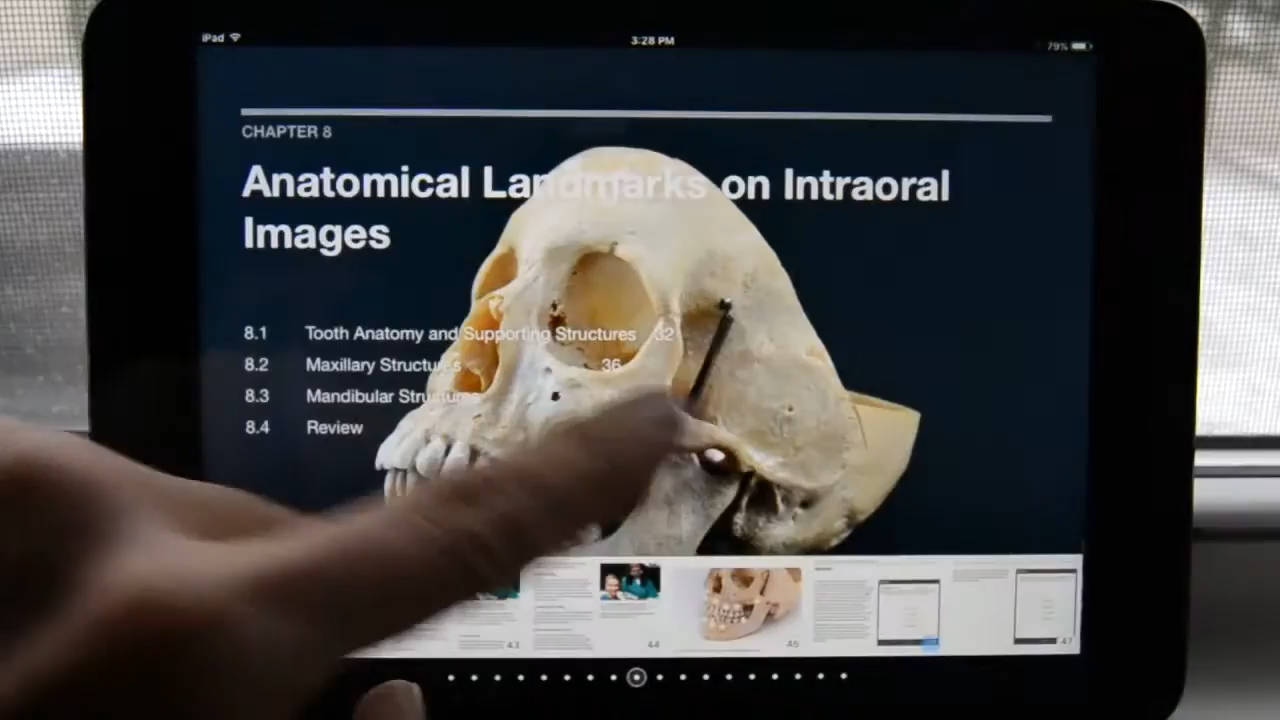 iPad
3:28 PM
79%
CHAPTER 8
Anatomical Landmarks on Intraoral
Images
8.1 Tooth Anatomy and Supporting Structures 32
8.2 Maxillary Structures 36
8.3 Mandibular Structures
8.4 Review
43
44
45
47